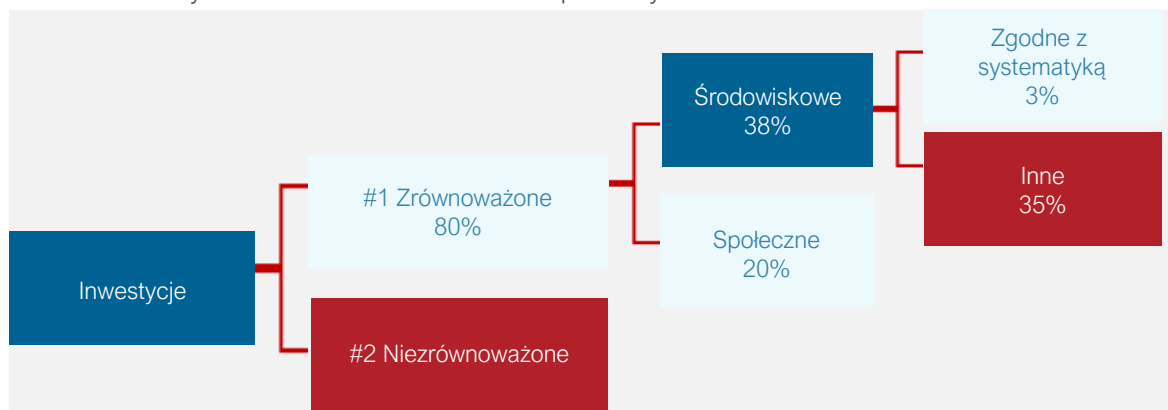 Inwestycje
#1 Zrównoważone
80%
#2 Niezrównoważone
Środowiskowe
38%
Społeczne
20%
Zgodne z
systematyką
3%
Inne
35%